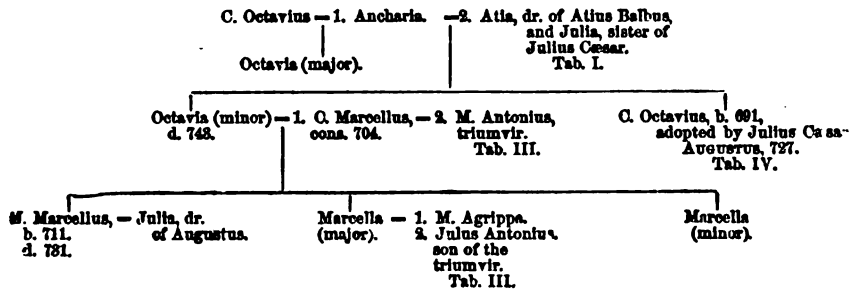 C. Octavius — 1. Ancharia. — 2. Atia, dr. of Atius Balbus,
and Julia, sister of
Julius Cæsar.
Tab. I.
Octavia (major).
Octavia (minor) — 1. C. Marcellus, — 2. M. Antonius,
d. 743.
cons. 704.
triumvir.
Tab. III.
C. Octavius, b. 691,
adopted by Julius Cæsar
AUGUSTUS, 727.
Tab. IV.
M. Marcellus, — Julia, dr.
b. 711.
of Augustus.
d. 731.
Marcella — 1. M. Agrippa.
(major).
2. Julus Antonius,
son of the
triumvir.
Tab. III.
Marcella
(minor).